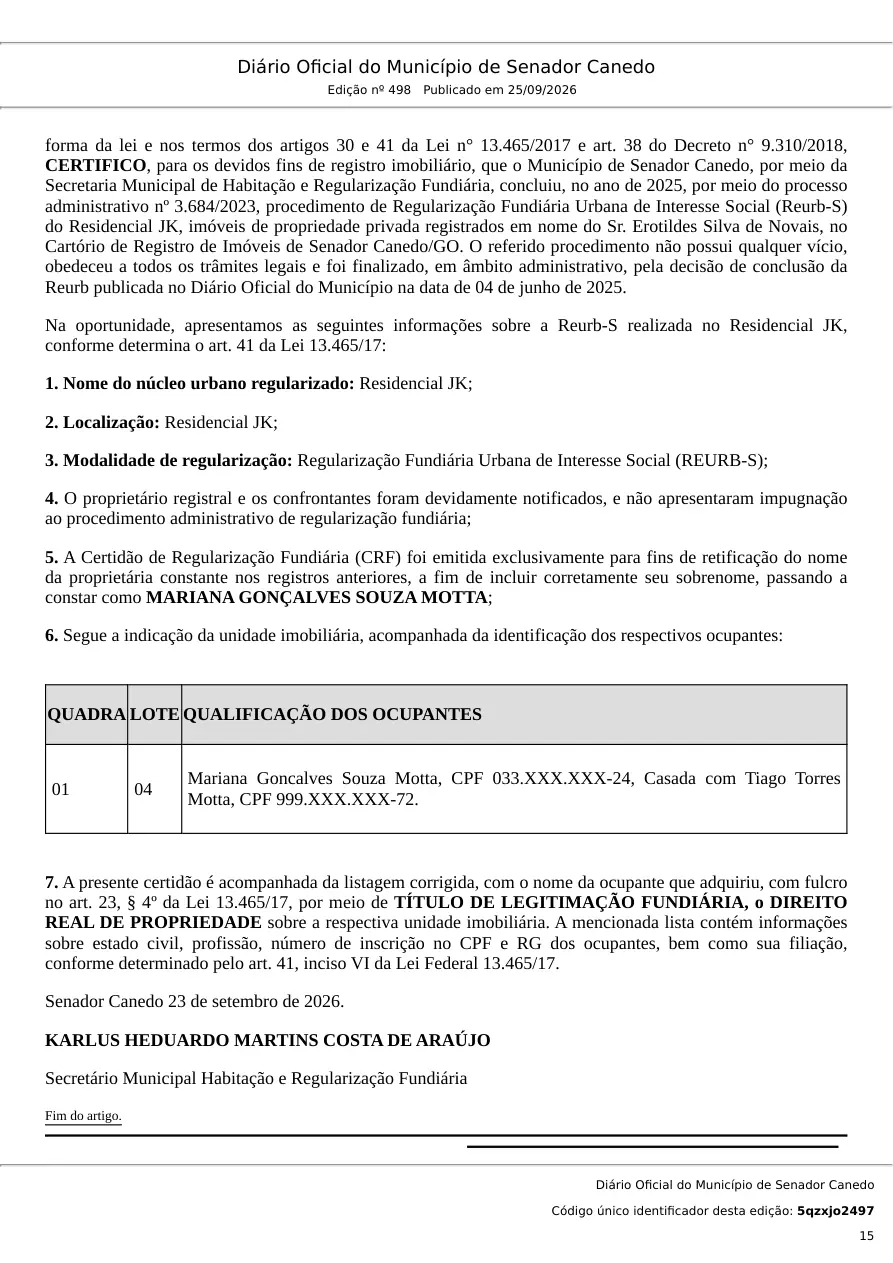 Diário Oficial do Município de Senador Canedo
Edição nº 498 Publicado em 25/09/2026
forma da lei e nos termos dos artigos 30 e 41 da Lei n° 13.465/2017 e art. 38 do Decreto n° 9.310/2018,
CERTIFICO, para os devidos fins de registro imobiliário, que o Município de Senador Canedo, por meio da
Secretaria Municipal de Habitação e Regularização Fundiária, concluiu, no ano de 2025, por meio do processo
administrativo nº 3.684/2023, procedimento de Regularização Fundiária Urbana de Interesse Social (Reurb-S)
do Residencial JK, imóveis de propriedade privada registrados em nome do Sr. Erotildes Silva de Novais, no
Cartório de Registro de Imóveis de Senador Canedo/GO. O referido procedimento não possui qualquer vício,
obedeceu a todos os trâmites legais e foi finalizado, em âmbito administrativo, pela decisão de conclusão da
Reurb publicada no Diário Oficial do Município na data de 04 de junho de 2025.
Na oportunidade, apresentamos as seguintes informações sobre a Reurb-S realizada no Residencial JK,
conforme determina o art. 41 da Lei 13.465/17:
1. Nome do núcleo urbano regularizado: Residencial JK;
2. Localização: Residencial JK;
3. Modalidade de regularização: Regularização Fundiária Urbana de Interesse Social (REURB-S);
4. O proprietário registral e os confrontantes foram devidamente notificados, e não apresentaram impugnação
ao procedimento administrativo de regularização fundiária;
5. A Certidão de Regularização Fundiária (CRF) foi emitida exclusivamente para fins de retificação do nome
da proprietária constante nos registros anteriores, a fim de incluir corretamente seu sobrenome, passando a
constar como MARIANA GONÇALVES SOUZA MOTTA;
6. Segue a indicação da unidade imobiliária, acompanhada da identificação dos respectivos ocupantes:
QUADRA LOTE QUALIFICAÇÃO DOS OCUPANTES
01 04 Mariana Goncalves Souza Motta, CPF 033.XXX.XXX-24, Casada com Tiago Torres
Motta, CPF 999.XXX.XXX-72.
7. A presente certidão é acompanhada da listagem corrigida, com o nome da ocupante que adquiriu, com fulcro
no art. 23, § 4º da Lei 13.465/17, por meio de TÍTULO DE LEGITIMAÇÃO FUNDIÁRIA, o DIREITO
REAL DE PROPRIEDADE sobre a respectiva unidade imobiliária. A mencionada lista contém informações
sobre estado civil, profissão, número de inscrição no CPF e RG dos ocupantes, bem como sua filiação,
conforme determinado pelo art. 41, inciso VI da Lei Federal 13.465/17.
Senador Canedo 23 de setembro de 2026.
KARLUS HEDUARDO MARTINS COSTA DE ARAÚJO
Secretário Municipal Habitação e Regularização Fundiária
Fim do artigo.
Diário Oficial do Município de Senador Canedo
Código único identificador desta edição: 5qzxjo2497
15